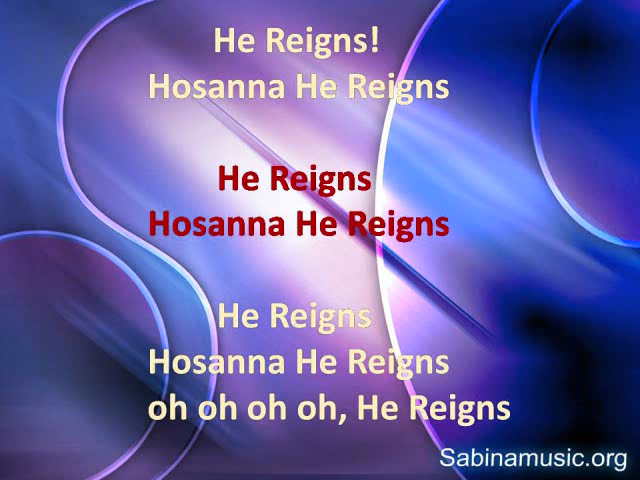 He Reigns!
Hosanna He Reigns
He Reigns
Hosanna He Reigns
He Reigns
Hosanna He Reigns
oh oh oh oh, He Reigns
Sabinamusic.org